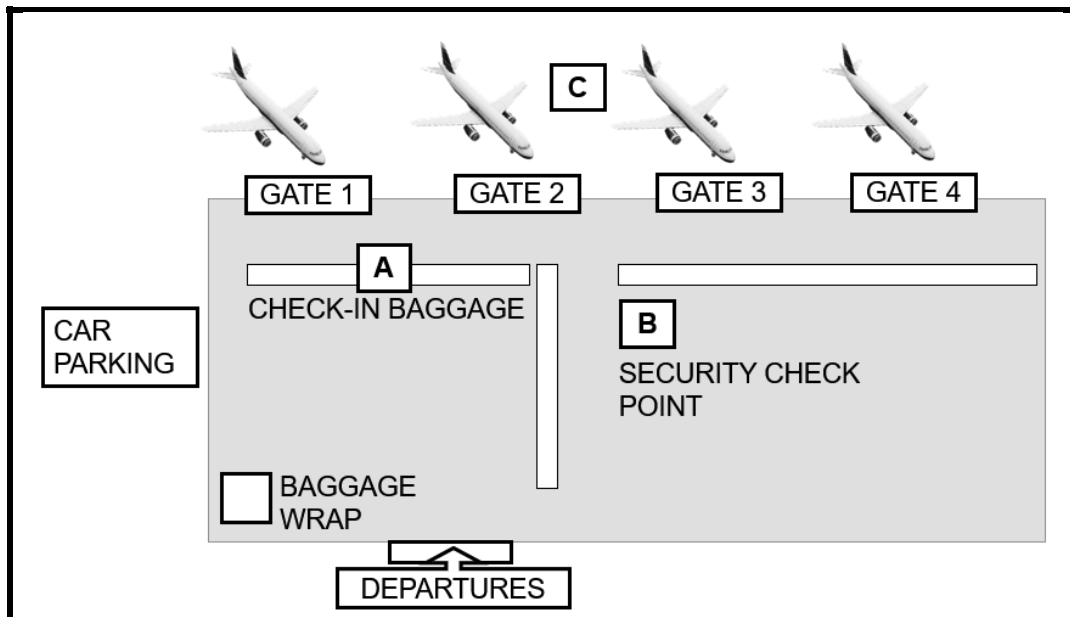 C
GATE 1
GATE 2
GATE 3
GATE 4
A
CHECK-IN BAGGAGE
CAR
PARKING
B
SECURITY CHECK
POINT
BAGGAGE
WRAP
DEPARTURES